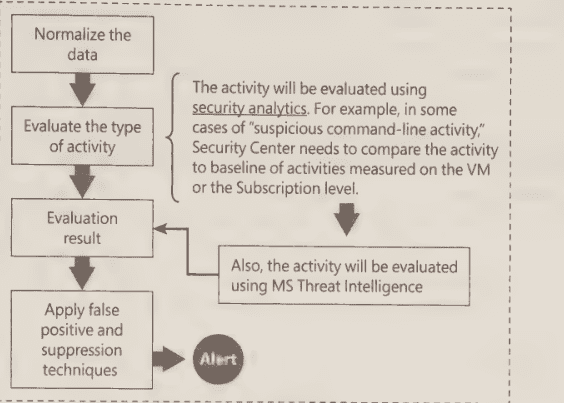 Normalize the
data
Evaluate the type
of activity
The activity will be evaluated using
security analytics. For example, in some
cases of "suspicious command-line activity,"
Security Center needs to compare the activity
to baseline of activities measured on the VM
or the Subscription level.
Evaluation
result
Also, the activity will be evaluated
using MS Threat Intelligence
Apply false
positive and
suppression
techniques
Alert